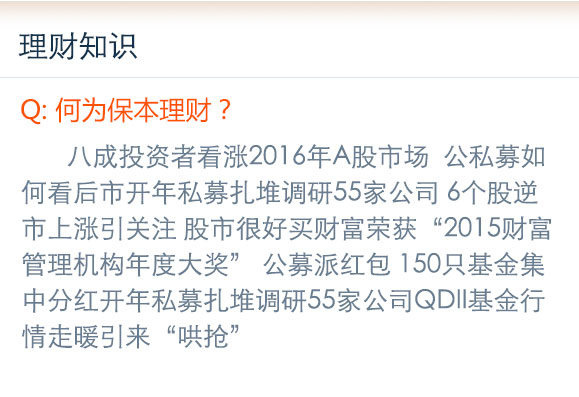 理财知识
Q: 何为保本理财？
八成投资者看涨2016年A股市场  公私募如
何看后市开年私募扎堆调研55家公司 6个股逆
市上涨引关注 股市很好买财富荣获“2015财富
管理机构年度大奖”  公募派红包 150只基金集
中分红开年私募扎堆调研55家公司QDII基金行
情走暖引来“哄抢”